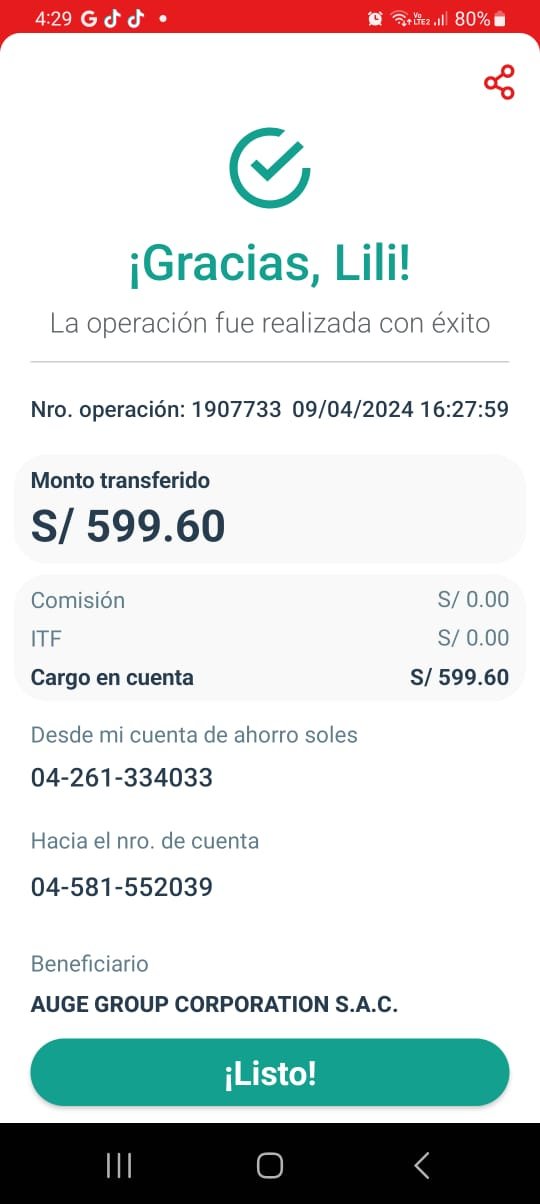 4:29 80%
¡Gracias, Lili!
La operación fue realizada con éxito
Nro. operación: 1907733 09/04/2024 16:27:59
Monto transferido
S/ 599.60
Comisión S/ 0.00
ITF S/ 0.00
Cargo en cuenta S/ 599.60
Desde mi cuenta de ahorro soles
04-261-334033
Hacia el nro. de cuenta
04-581-552039
Beneficiario
AUGE GROUP CORPORATION S.A.C.
¡Listo!